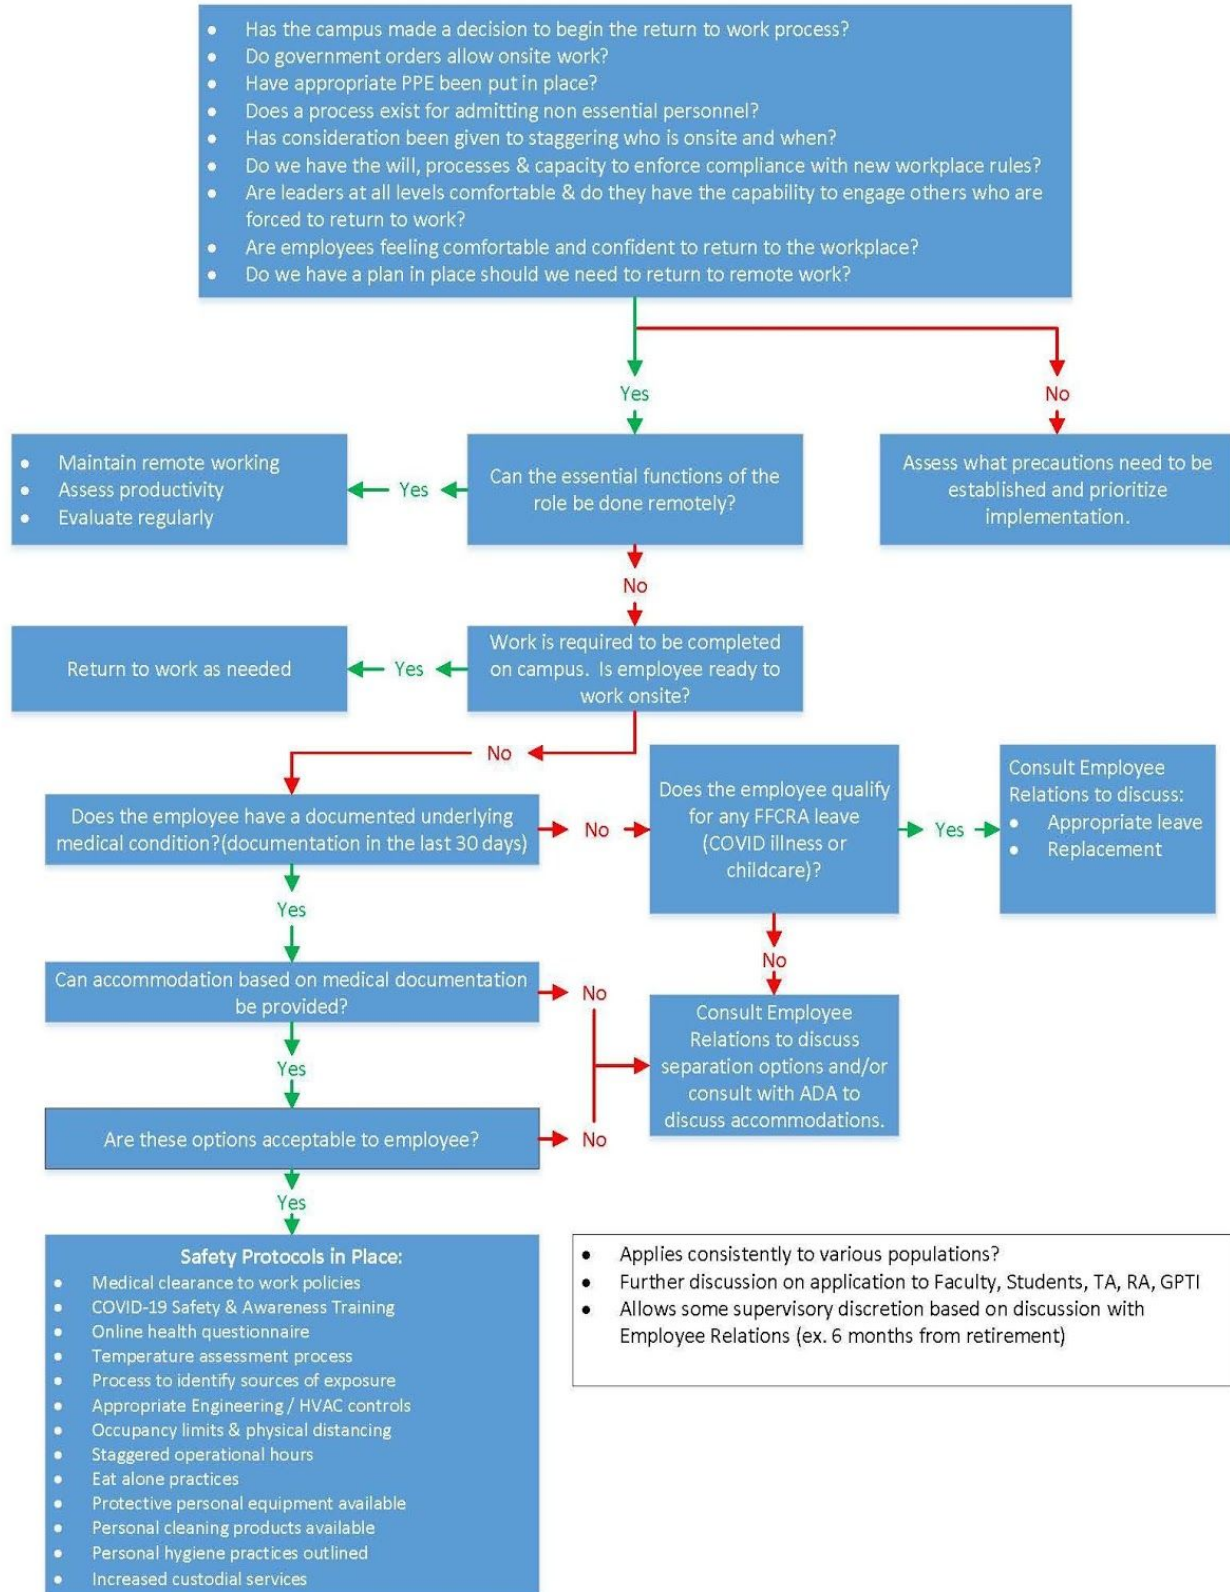 • Has the campus made a decision to begin the return to work process?
• Do government orders allow onsite work?
• Have appropriate PPE been put in place?
• Does a process exist for admitting non essential personnel?
• Has consideration been given to staggering who is onsite and when?
• Do we have the will, processes & capacity to enforce compliance with new workplace rules?
• Are leaders at all levels comfortable & do they have the capability to engage others who are
forced to return to work?
• Are employees feeling comfortable and confident to return to the workplace?
• Do we have a plan in place should we need to return to remote work?
Yes
No
• Maintain remote working
• Assess productivity
• Evaluate regularly
Yes
Can the essential functions of the
role be done remotely?
Assess what precautions need to be
established and prioritize
implementation.
No
Return to work as needed
Yes
Work is required to be completed
on campus. Is employee ready to
work onsite?
No
Does the employee have a documented underlying
medical condition?(documentation in the last 30 days)
No
Does the employee qualify
for any FFCRA leave
(COVID illness or
childcare)?
Yes
Consult Employee
Relations to discuss:
• Appropriate leave
• Replacement
Yes
No
Can accommodation based on medical documentation
be provided?
No
Consult Employee
Relations to discuss
separation options and/or
consult with ADA to
discuss accommodations.
Yes
Are these options acceptable to employee?
No
Yes
Safety Protocols in Place:
• Medical clearance to work policies
• COVID-19 Safety & Awareness Training
• Online health questionnaire
• Temperature assessment process
• Process to identify sources of exposure
• Appropriate Engineering / HVAC controls
• Occupancy limits & physical distancing
• Staggered operational hours
• Eat alone practices
• Protective personal equipment available
• Personal cleaning products available
• Personal hygiene practices outlined
• Increased custodial services
• Applies consistently to various populations?
• Further discussion on application to Faculty, Students, TA, RA, GPTI
• Allows some supervisory discretion based on discussion with
Employee Relations (ex. 6 months from retirement)